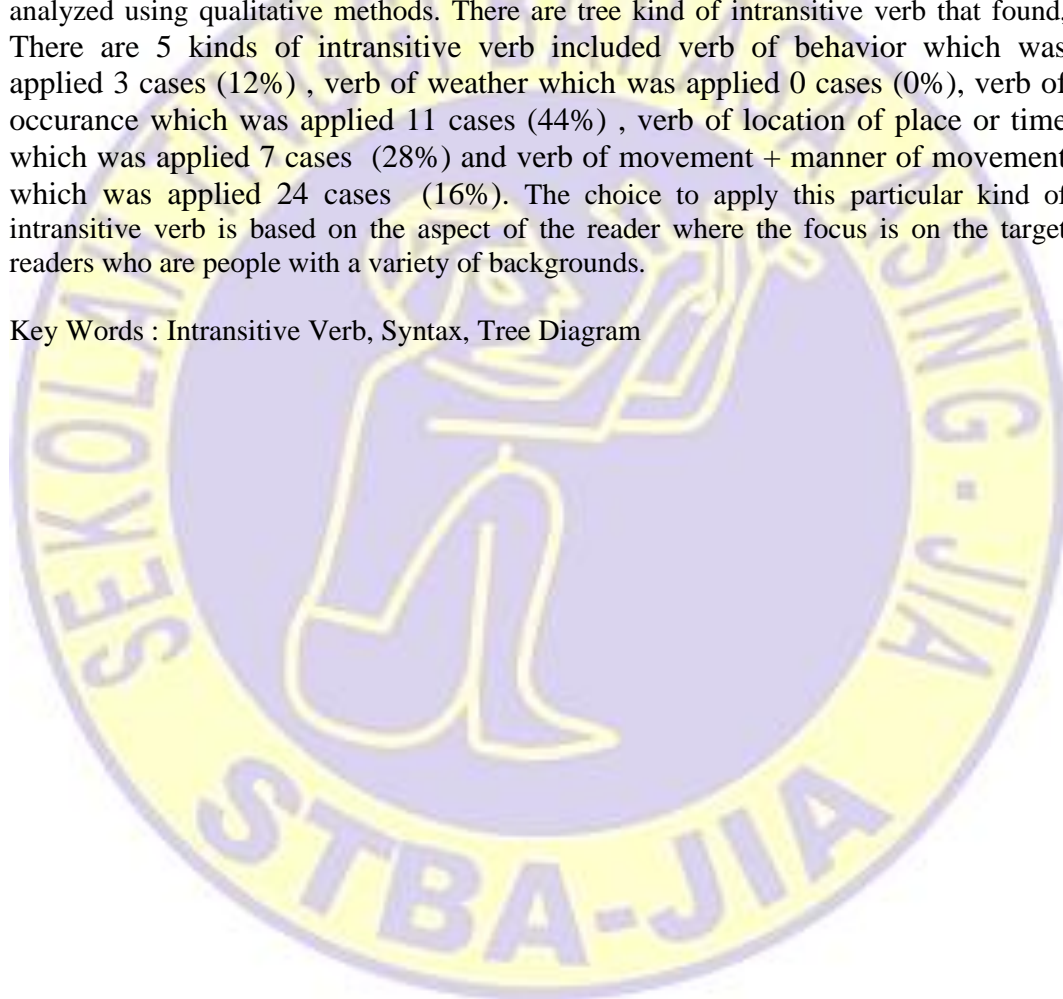 analyzed using qualitative methods. There are tree kind of intransitive verb that found,
There are 5 kinds of intransitive verb included verb of behavior which was
applied 3 cases (12%) , verb of weather which was applied 0 cases (0%), verb of
occurance which was applied 11 cases (44%) , verb of location of place or time
which was applied 7 cases (28%) and verb of movement + manner of movement
which was applied 24 cases (16%). The choice to apply this particular kind of
intransitive verb is based on the aspect of the reader where the focus is on the target
readers who are people with a variety of backgrounds.
Key Words : Intransitive Verb, Syntax, Tree Diagram
SEKOLAH TINGGI BAHASA ASING - JIA
STBA-JIA